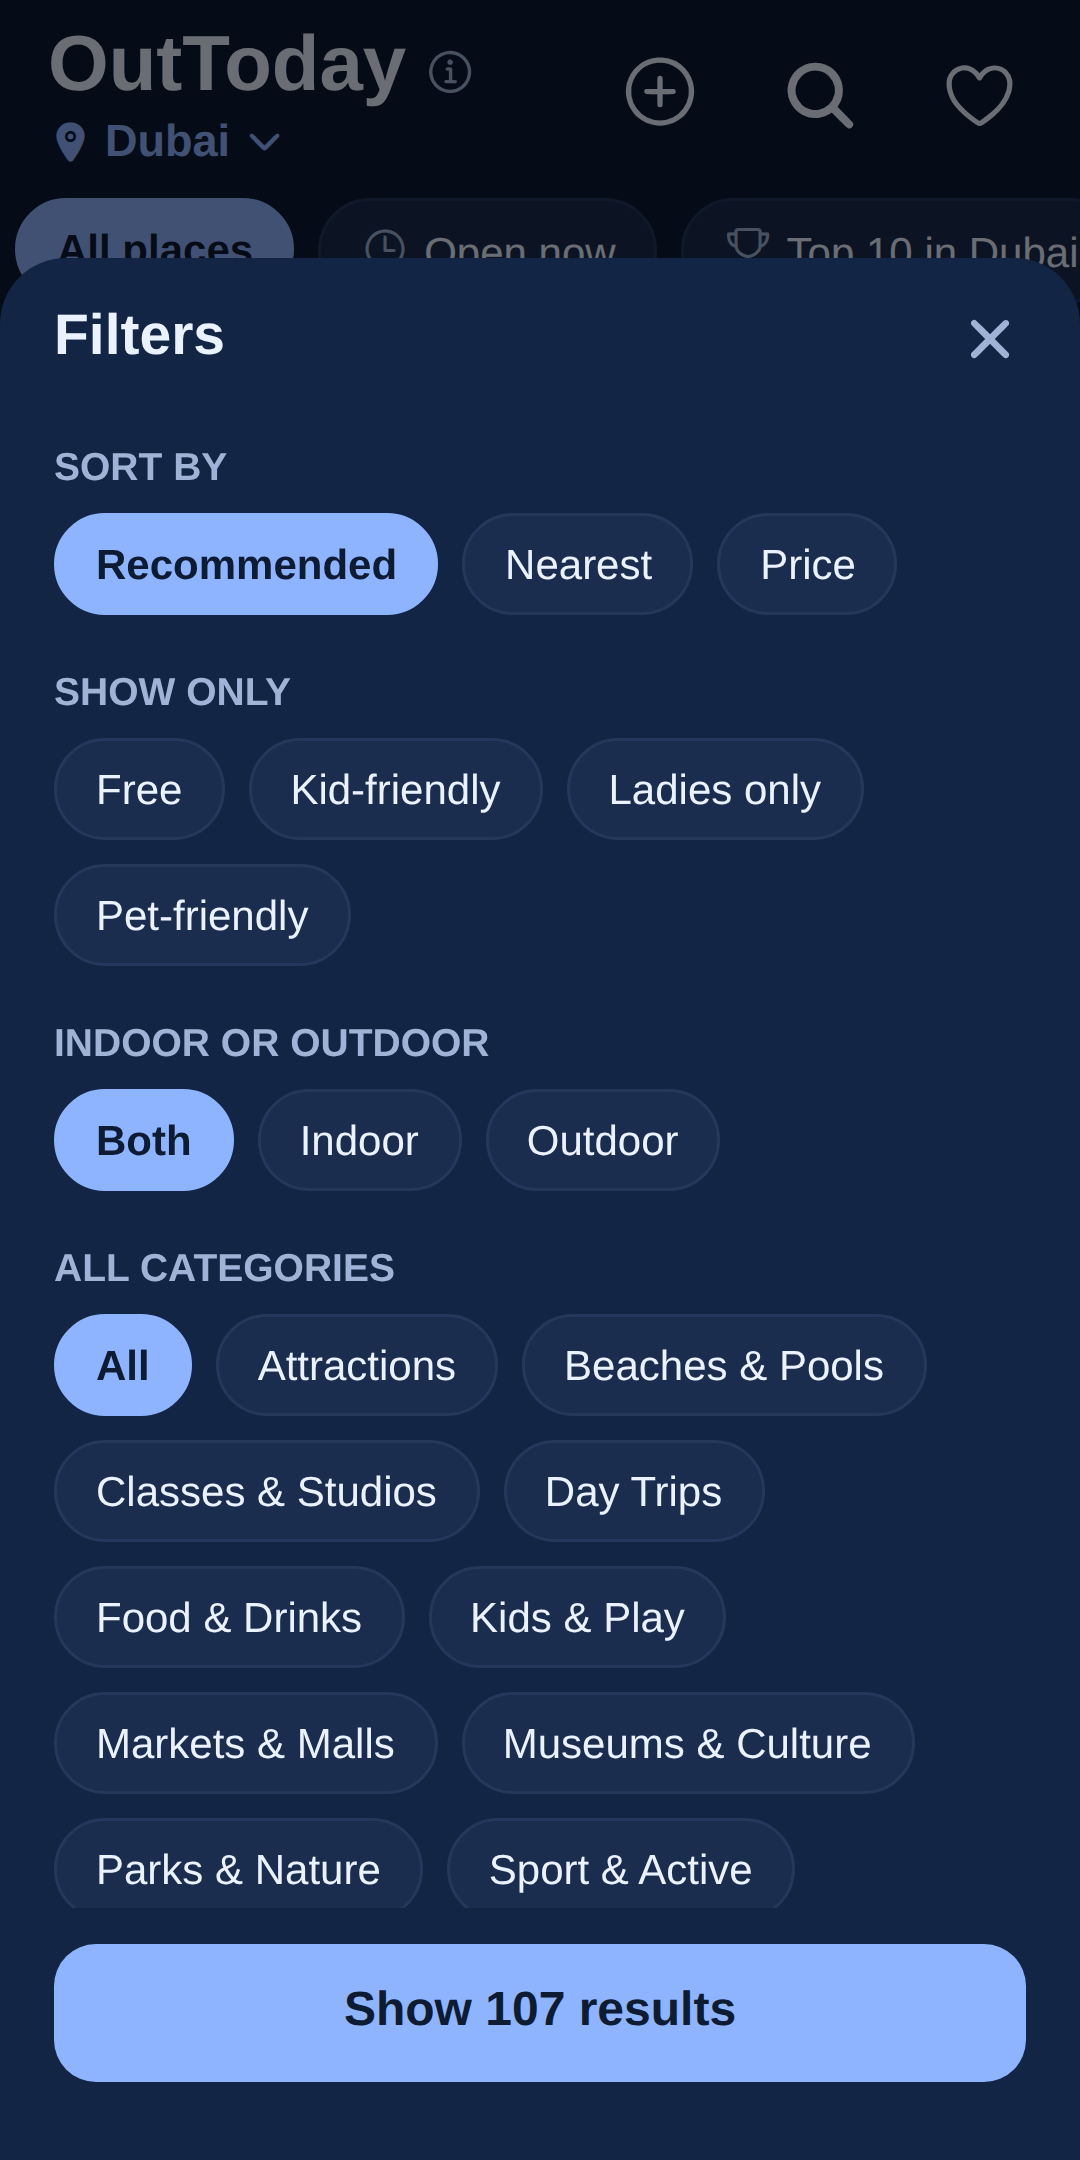 OutToday
Dubai
All places Open now Top 10 in Dubai
Filters
SORT BY
Recommended Nearest Price
SHOW ONLY
Free Kid-friendly Ladies only
Pet-friendly
INDOOR OR OUTDOOR
Both Indoor Outdoor
ALL CATEGORIES
All Attractions Beaches & Pools
Classes & Studios Day Trips
Food & Drinks Kids & Play
Markets & Malls Museums & Culture
Parks & Nature Sport & Active
Show 107 results